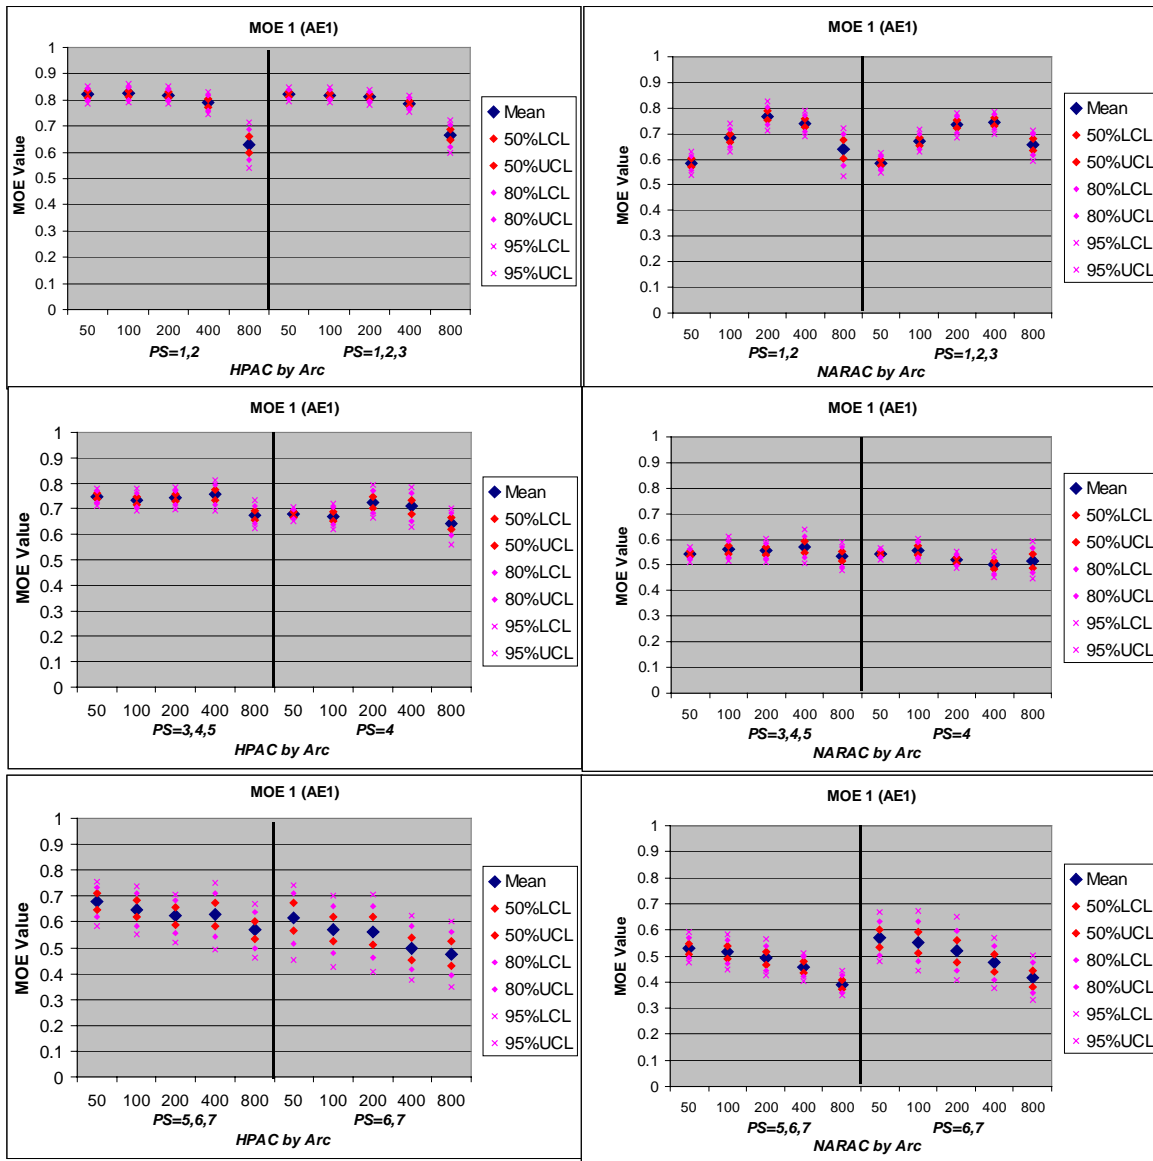 MOE 1 (AE1)
MOE Value
1
0.9
0.8
0.7
0.6
0.5
0.4
0.3
0.2
0.1
0
50 100 200 400 800 50 100 200 400 800
PS=1,2 PS=1,2,3
HPAC by Arc
Mean
50%LCL
50%UCL
80%LCL
80%UCL
95%LCL
95%UCL
MOE 1 (AE1)
MOE Value
1
0.9
0.8
0.7
0.6
0.5
0.4
0.3
0.2
0.1
0
50 100 200 400 800 50 100 200 400 800
PS=1,2 PS=1,2,3
NARAC by Arc
Mean
50%LCL
50%UCL
80%LCL
80%UCL
95%LCL
95%UCL
MOE 1 (AE1)
MOE Value
1
0.9
0.8
0.7
0.6
0.5
0.4
0.3
0.2
0.1
0
50 100 200 400 800 50 100 200 400 800
PS=3,4,5 PS=4
HPAC by Arc
Mean
50%LCL
50%UCL
80%LCL
80%UCL
95%LCL
95%UCL
MOE 1 (AE1)
MOE Value
1
0.9
0.8
0.7
0.6
0.5
0.4
0.3
0.2
0.1
0
50 100 200 400 800 50 100 200 400 800
PS=3,4,5 PS=4
NARAC by Arc
Mean
50%LCL
50%UCL
80%LCL
80%UCL
95%LCL
95%UCL
MOE 1 (AE1)
MOE Value
1
0.9
0.8
0.7
0.6
0.5
0.4
0.3
0.2
0.1
0
50 100 200 400 800 50 100 200 400 800
PS=5,6,7 PS=6,7
HPAC by Arc
Mean
50%LCL
50%UCL
80%LCL
80%UCL
95%LCL
95%UCL
MOE 1 (AE1)
MOE Value
1
0.9
0.8
0.7
0.6
0.5
0.4
0.3
0.2
0.1
0
50 100 200 400 800 50 100 200 400 800
PS=5,6,7 PS=6,7
NARAC by Arc
Mean
50%LCL
50%UCL
80%LCL
80%UCL
95%LCL
95%UCL